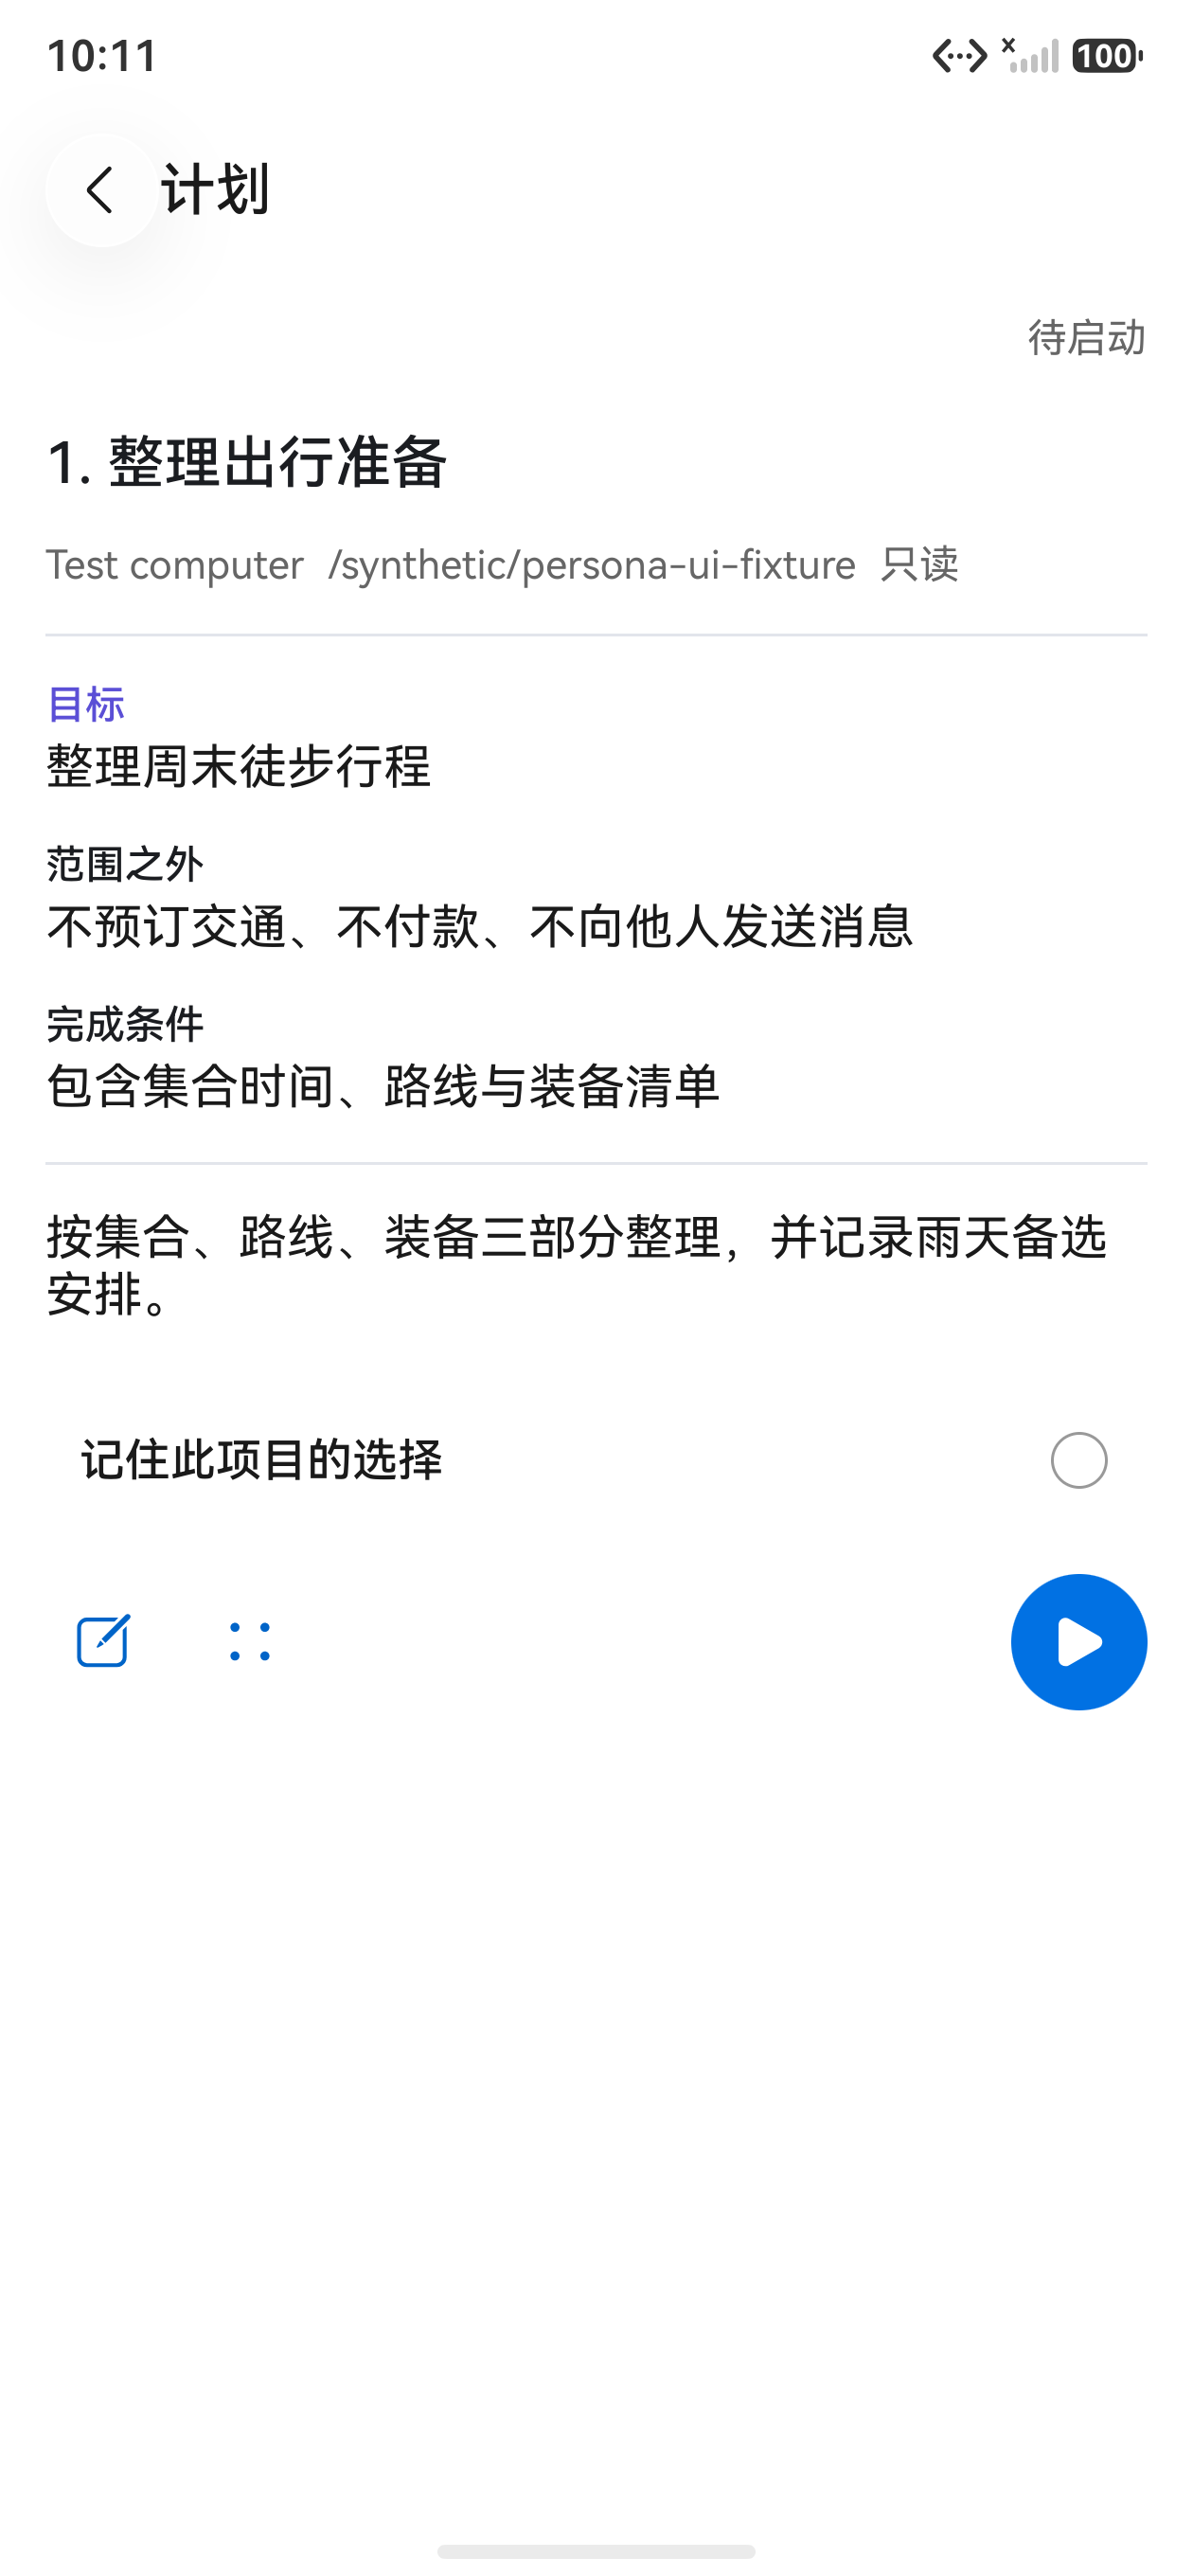 10:11
100
计划
待启动
1. 整理出行准备
Test computer /synthetic/persona-ui-fixture 只读
目标
整理周末徒步行程
范围之外
不预订交通、不付款、不向他人发送消息
完成条件
包含集合时间、路线与装备清单
按集合、路线、装备三部分整理，并记录雨天备选
安排。
记住此项目的选择